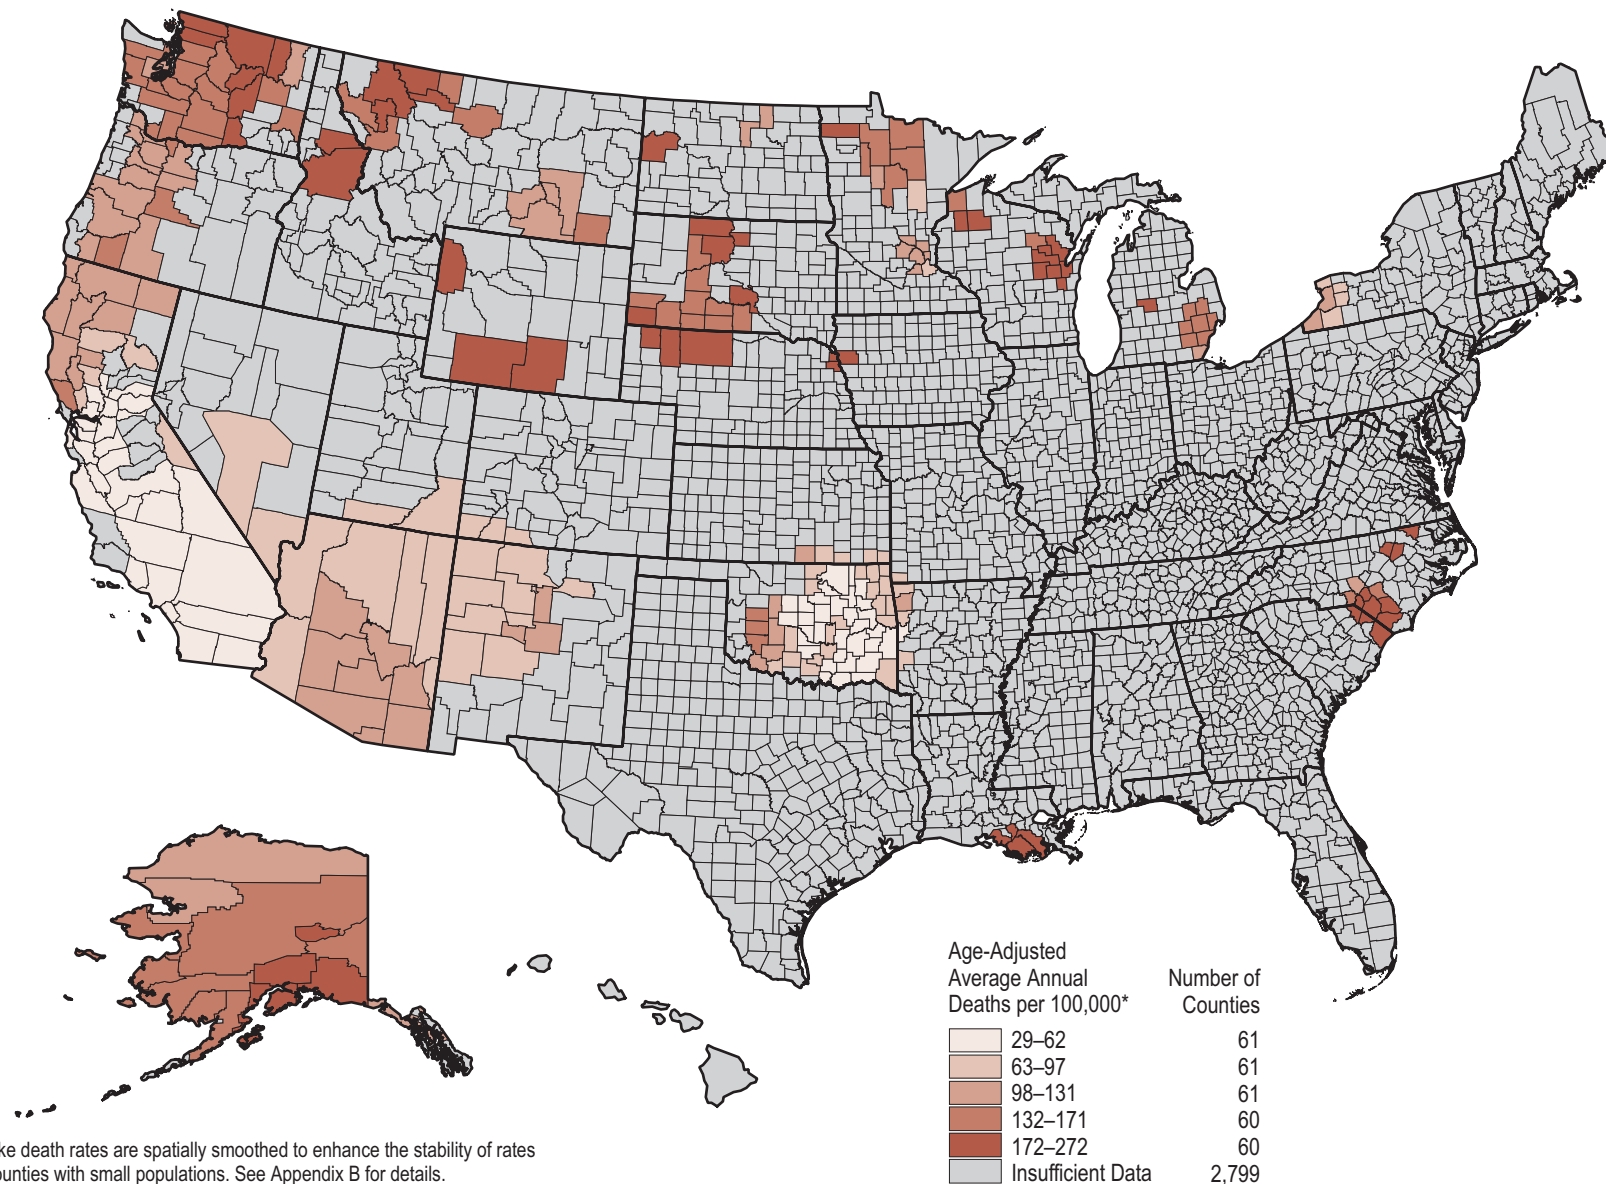 Age-Adjusted
Average Annual
Deaths per 100,000*
Number of
Counties
29–62 61
63–97 61
98–131 61
132–171 60
172–272 60
Insufficient Data 2,799
ke death rates are spatially smoothed to enhance the stability of rates
ounties with small populations. See Appendix B for details.